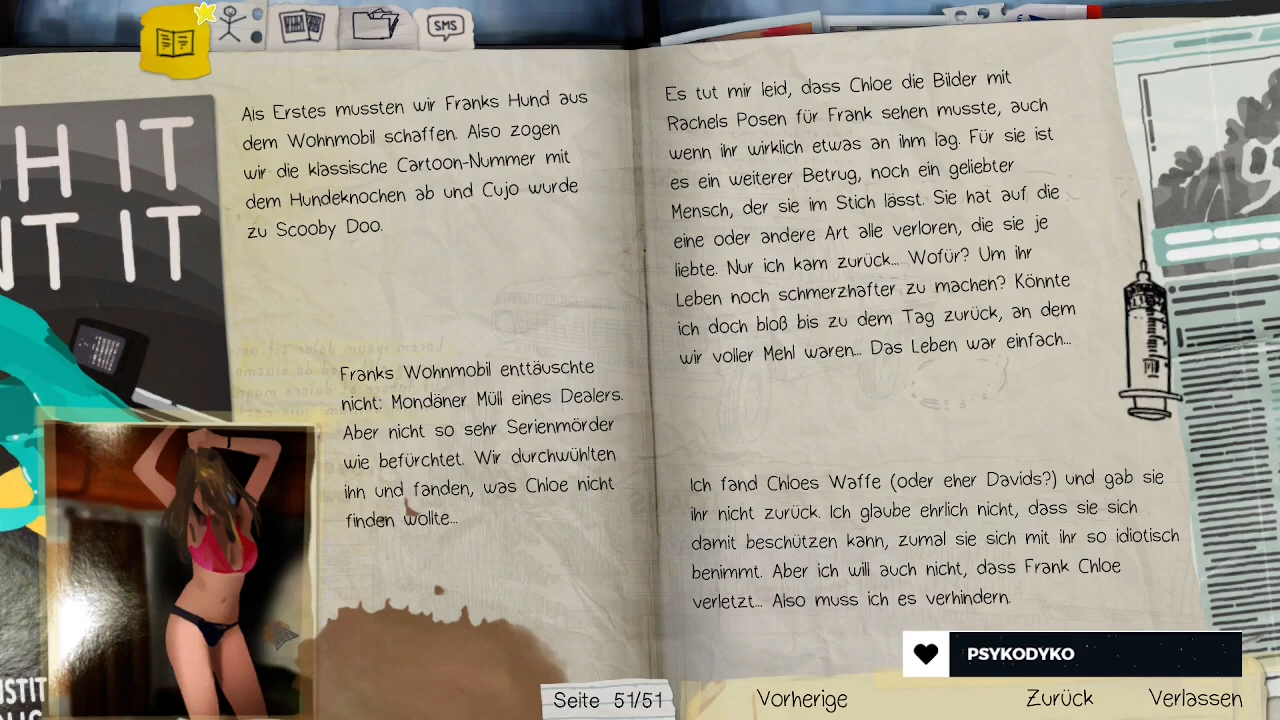 SMS
H IT
NT IT
Als Erstes mussten wir Franks Hund aus
dem Wohnmobil schaffen. Also zogen
wir die klassische Cartoon-Nummer mit
dem Hundeknochen ab und Cujo wurde
zu Scooby Doo.
Franks Wohnmobil enttäuschte
nicht: Mondäner Müll eines Dealers.
Aber nicht so sehr Serienmörder
wie befürchtet. Wir durchwühlten
ihn und fanden, was Chloe nicht
finden wollte...
Es tut mir leid, dass Chloe die Bilder mit
Rachels Posen für Frank sehen musste, auch
wenn ihr wirklich etwas an ihm lag. Für sie ist
es ein weiterer Betrug, noch ein geliebter
Mensch, der sie im Stich lässt. Sie hat auf die
eine oder andere Art alle verloren, die sie je
liebte. Nur ich kam zurück... Wofür? Um ihr
Leben noch schmerzhafter zu machen? Könnte
ich doch bloß bis zu dem Tag zurück, an dem
wir voller Mehl waren... Das Leben war einfach...
Ich fand Chloes Waffe (oder eher Davids?) und gab sie
ihr nicht zurück. Ich glaube ehrlich nicht, dass sie sich
damit beschützen kann, zumal sie sich mit ihr so idiotisch
benimmt. Aber ich will auch nicht, dass Frank Chloe
verletzt... Also muss ich es verhindern.
PSYKODYKO
Seite 51/51
Vorherige
Zurück
Verlassen